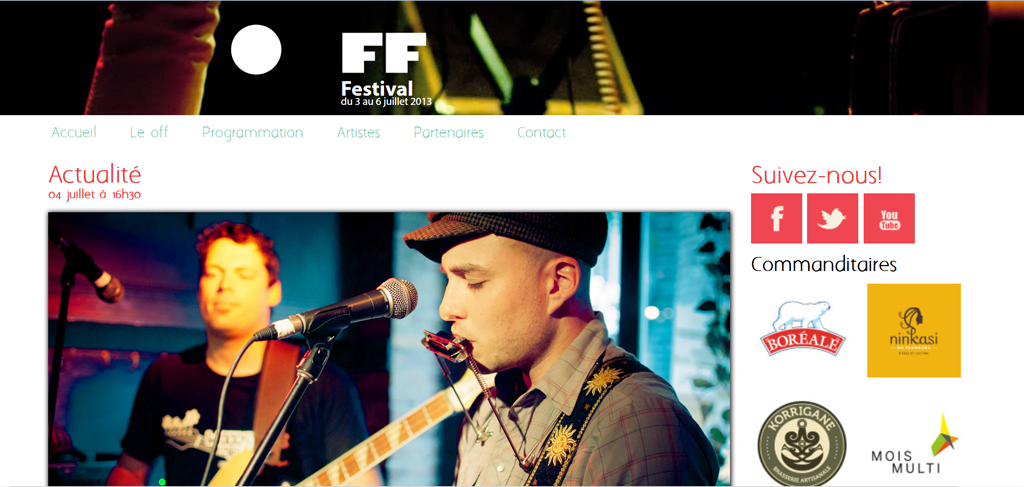 FF
Festival
du 3 au 6 juillet 2013
Accueil Le off Programmation Artistes Partenaires Contact
Actualité
04 juillet à 16h30
Suivez-nous!
f
You
Tube
Commanditaires
BORÉALE
ninkasi
KORRIGANE
BRASSERIE ARTISANALE
MOIS
MULTI